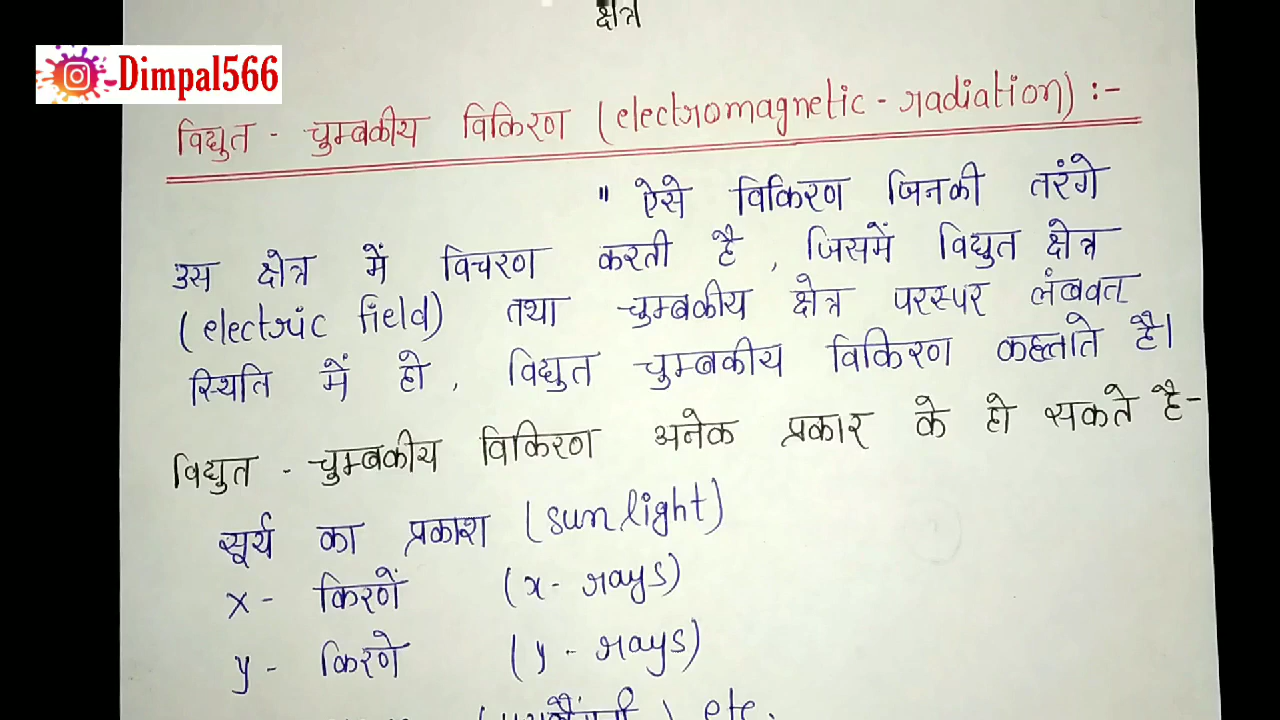 क्षेत्र
Dimpal566
विद्युत - चुम्बकीय विकिरण (electromagnetic - radiation) :-
" ऐसे विकिरण जिनकी तरंगे
उस क्षेत्र में विचरण करती है , जिसमें विद्युत क्षेत्र
(electric field) तथा चुम्बकीय क्षेत्र परस्पर लंबवत
स्थिति में हो , विद्युत चुम्बकीय विकिरण कहलाते है।
विद्युत - चुम्बकीय विकिरण अनेक प्रकार के हो सकते है-
सूर्य का प्रकाश (sun light)
x- किरणें (x- rays)
y- किरणे (y - rays)
etc.